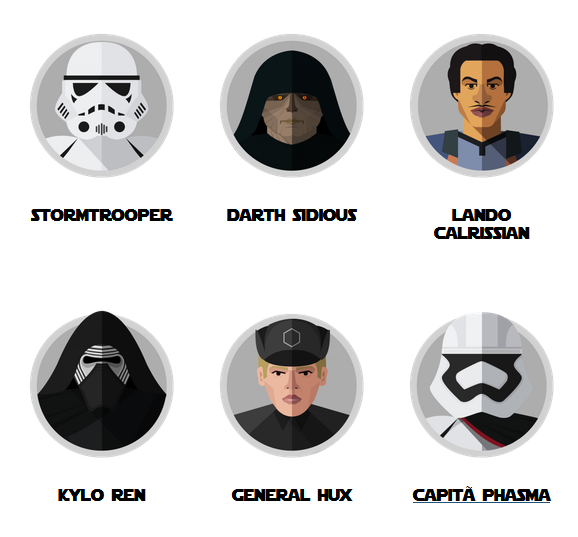 STORMTROOPER
DARTH SIDIOUS
LANDO
CALRISSIAN
KYLO REN
GENERAL HUX
CAPITÃ PHASMA